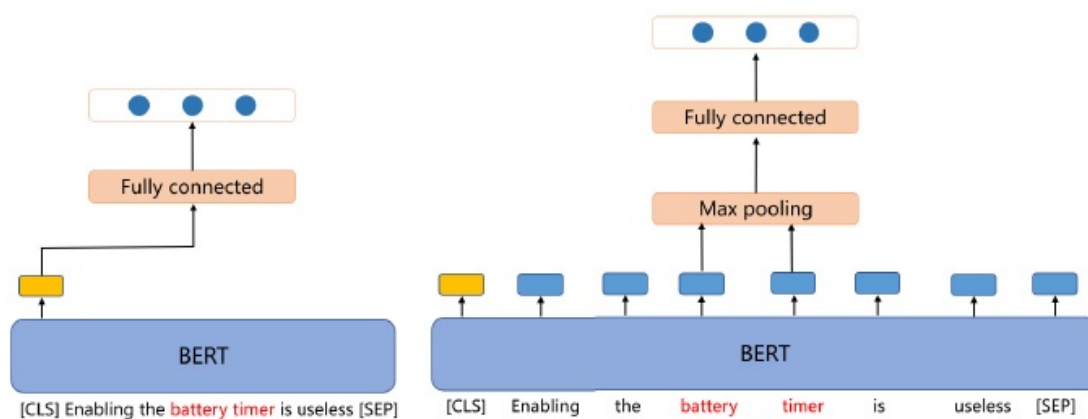 Fully connected
BERT
[CLS] Enabling the battery timer is useless [SEP]
Fully connected
Max pooling
BERT
[CLS] Enabling the battery timer is useless [SEP]